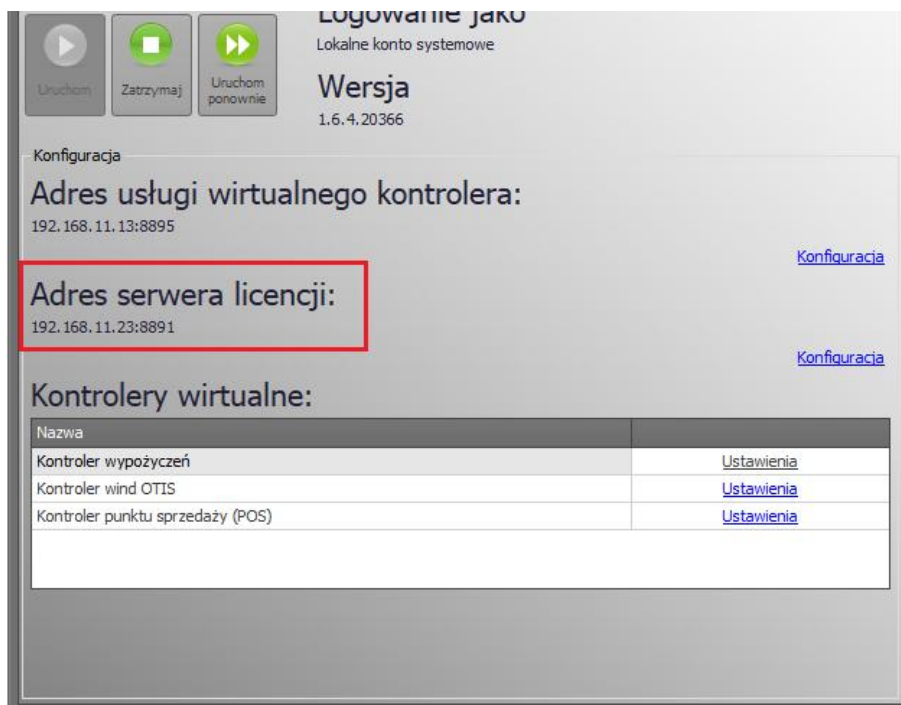 Logowanie jako
Lokalne konto systemowe
Uruchom
Zatrzymaj
Uruchom
ponownie
Wersja
1.6.4.20366
Konfiguracja
Adres usługi wirtualnego kontrolera:
192.168.11.13:8895
Konfiguracja
Adres serwera licencji:
192.168.11.23:8891
Konfiguracja
Kontrolery wirtualne:
Nazwa
Kontroler wypożyczeń Ustawienia
Kontroler wind OTIS Ustawienia
Kontroler punktu sprzedaży (POS) Ustawienia